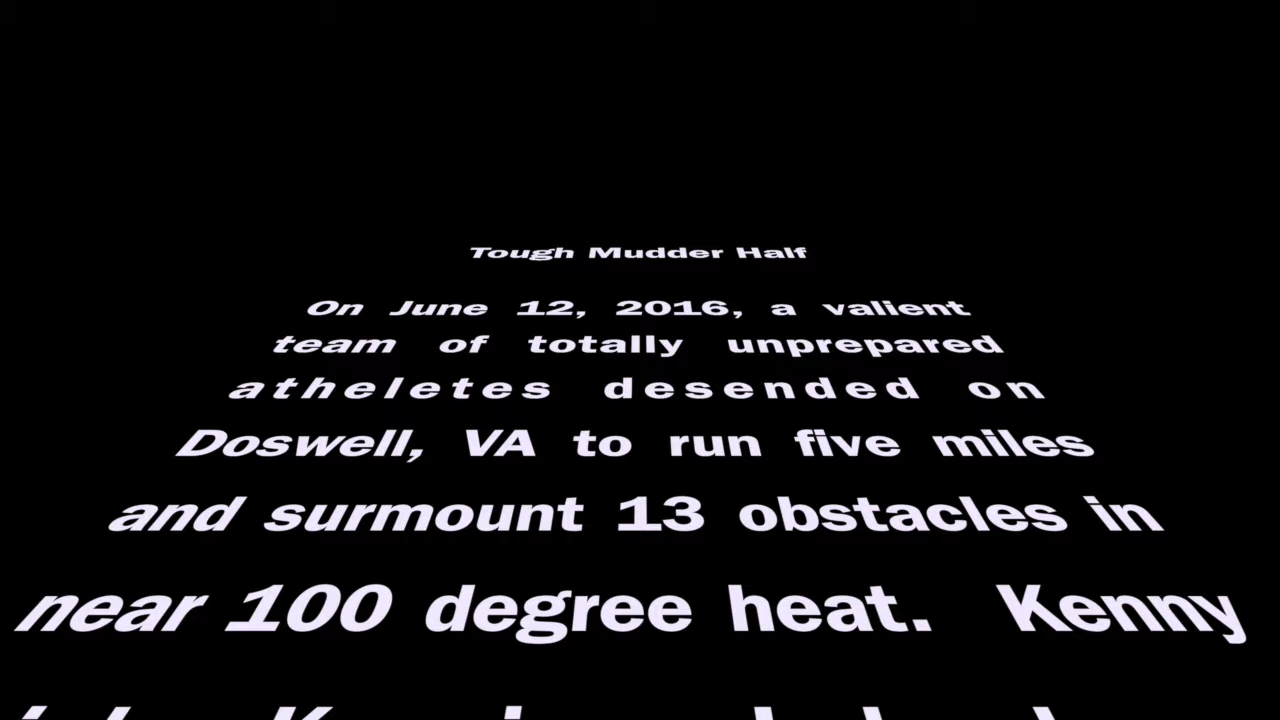 Tough Mudder Half
On June 12, 2016, a valient
team of totally unprepared
atheletes desended on
Doswell, VA to run five miles
and surmount 13 obstacles in
near 100 degree heat. Kenny